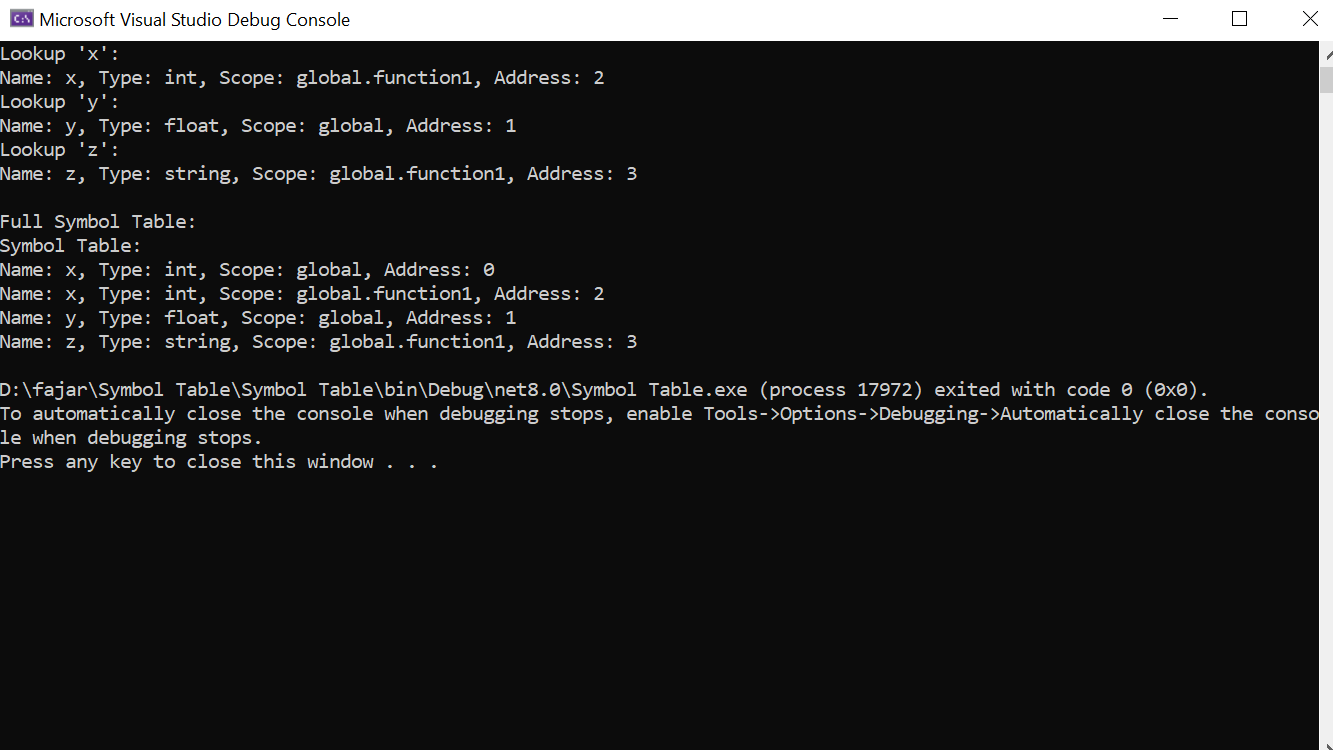 Microsoft Visual Studio Debug Console
Lookup 'x':
Name: x, Type: int, Scope: global.function1, Address: 2
Lookup 'y':
Name: y, Type: float, Scope: global, Address: 1
Lookup 'z':
Name: z, Type: string, Scope: global.function1, Address: 3
Full Symbol Table:
Symbol Table:
Name: x, Type: int, Scope: global, Address: 0
Name: x, Type: int, Scope: global.function1, Address: 2
Name: y, Type: float, Scope: global, Address: 1
Name: z, Type: string, Scope: global.function1, Address: 3
D:\fajar\Symbol Table\Symbol Table\bin\Debug\net8.0\Symbol Table.exe (process 17972) exited with code 0 (0x0).
To automatically close the console when debugging stops, enable Tools->Options->Debugging->Automatically close the conso
le when debugging stops.
Press any key to close this window . . .